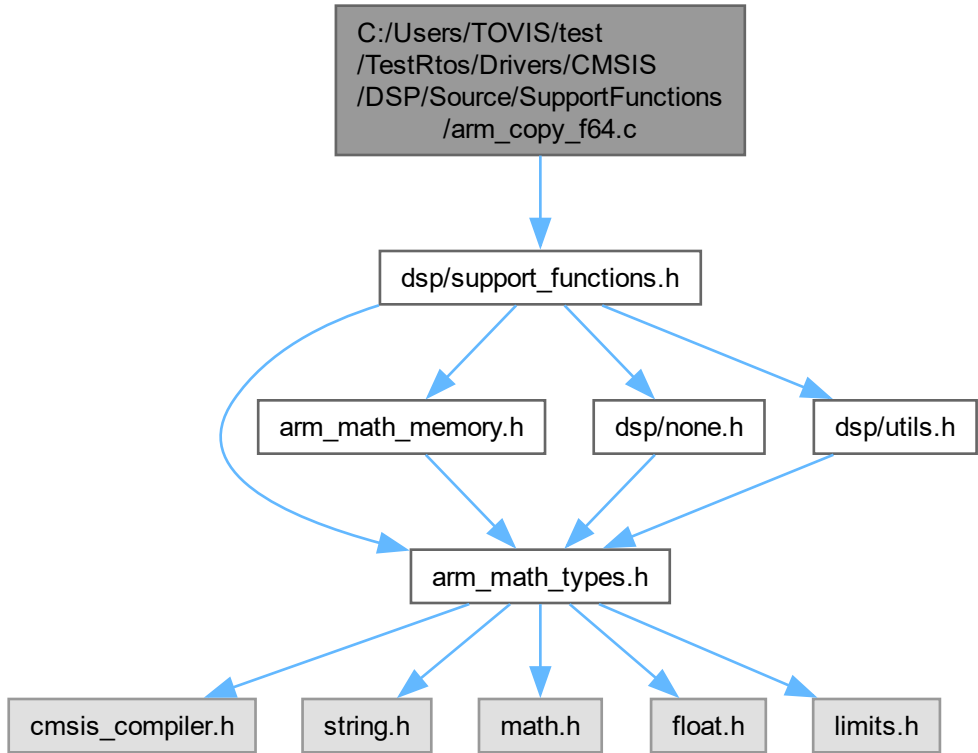 C:/Users/TOVIS/test
/TestRtos/Drivers/CMSIS
/DSP/Source/SupportFunctions
/arm_copy_f64.c
dsp/support_functions.h
arm_math_memory.h
dsp/none.h
dsp/utils.h
arm_math_types.h
cmsis_compiler.h
string.h
math.h
float.h
limits.h